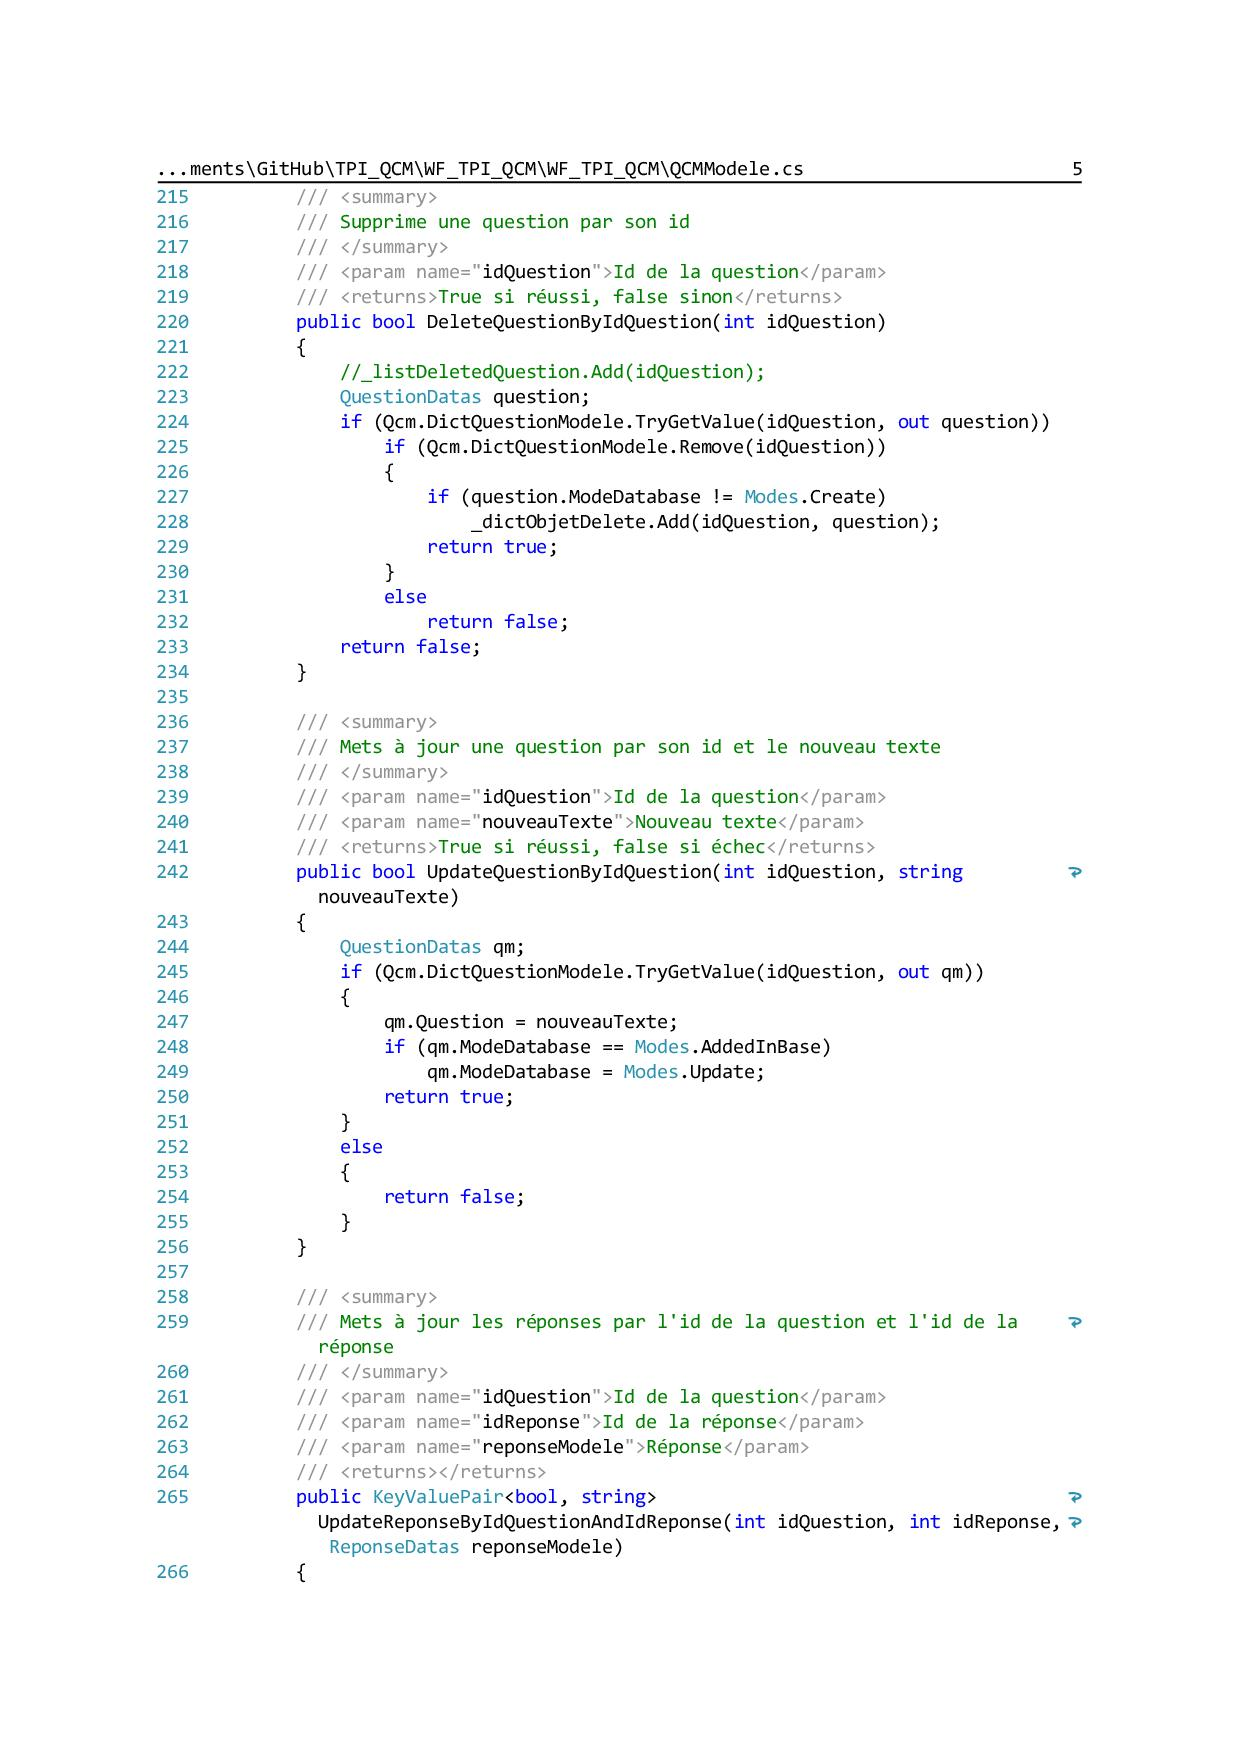 ...ments\GitHub\TPI_QCM\WF_TPI_QCM\WF_TPI_QCM\QCMModele.cs 5
215 /// <summary>
216 /// Supprime une question par son id
217 /// </summary>
218 /// <param name="idQuestion">Id de la question</param>
219 /// <returns>True si réussi, false sinon</returns>
220 public bool DeleteQuestionByIdQuestion(int idQuestion)
221 {
222 //_listDeletedQuestion.Add(idQuestion);
223 QuestionDatas question;
224 if (Qcm.DictQuestionModele.TryGetValue(idQuestion, out question))
225 if (Qcm.DictQuestionModele.Remove(idQuestion))
226 {
227 if (question.ModeDatabase != Modes.Create)
228 _dictObjetDelete.Add(idQuestion, question);
229 return true;
230 }
231 else
232 return false;
233 return false;
234 }
235
236 /// <summary>
237 /// Mets à jour une question par son id et le nouveau texte
238 /// </summary>
239 /// <param name="idQuestion">Id de la question</param>
240 /// <param name="nouveauTexte">Nouveau texte</param>
241 /// <returns>True si réussi, false si échec</returns>
242 public bool UpdateQuestionByIdQuestion(int idQuestion, string
nouveauTexte)
243 {
244 QuestionDatas qm;
245 if (Qcm.DictQuestionModele.TryGetValue(idQuestion, out qm))
246 {
247 qm.Question = nouveauTexte;
248 if (qm.ModeDatabase == Modes.AddedInBase)
249 qm.ModeDatabase = Modes.Update;
250 return true;
251 }
252 else
253 {
254 return false;
255 }
256 }
257
258 /// <summary>
259 /// Mets à jour les réponses par l'id de la question et l'id de la
réponse
260 /// </summary>
261 /// <param name="idQuestion">Id de la question</param>
262 /// <param name="idReponse">Id de la réponse</param>
263 /// <param name="reponseModele">Réponse</param>
264 /// <returns></returns>
265 public KeyValuePair<bool, string>
UpdateReponseByIdQuestionAndIdReponse(int idQuestion, int idReponse,
ReponseDatas reponseModele)
266 {